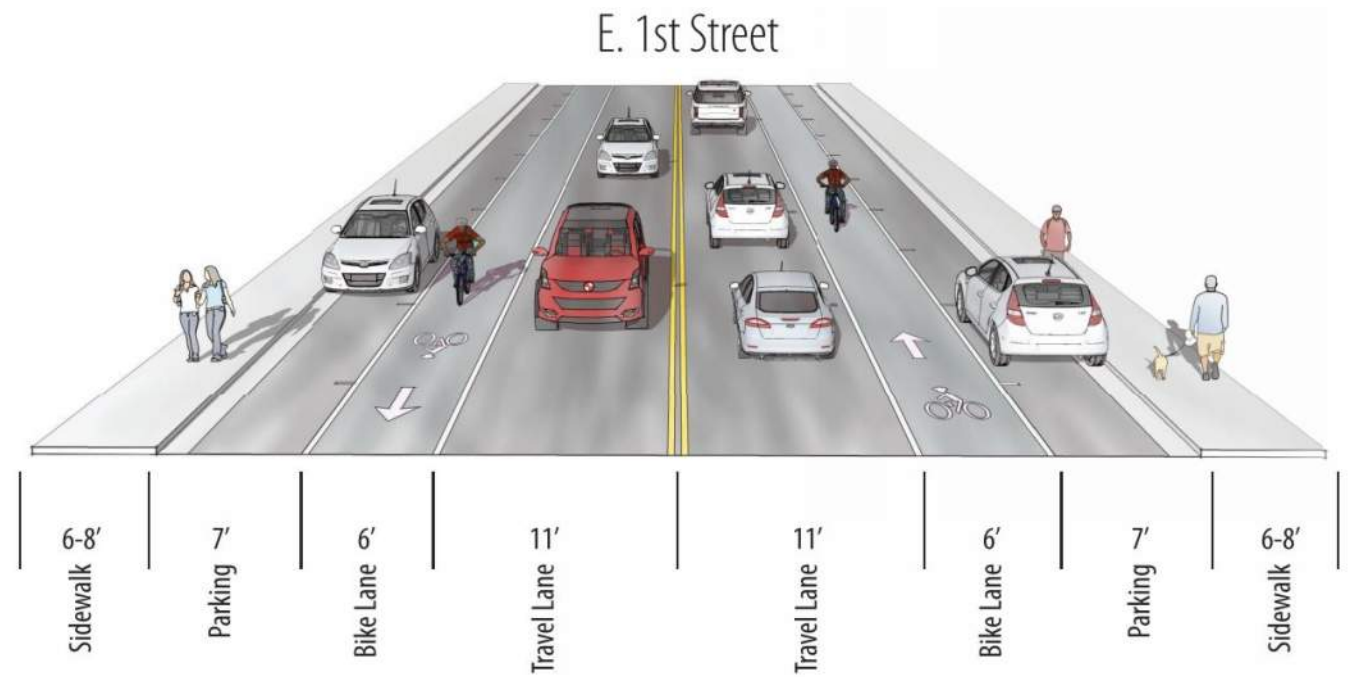 E. 1st Street
6-8’
Sidewalk
7’
Parking
6’
Bike Lane
11’
Travel Lane
11’
Travel Lane
6’
Bike Lane
7’
Parking
6-8’
Sidewalk